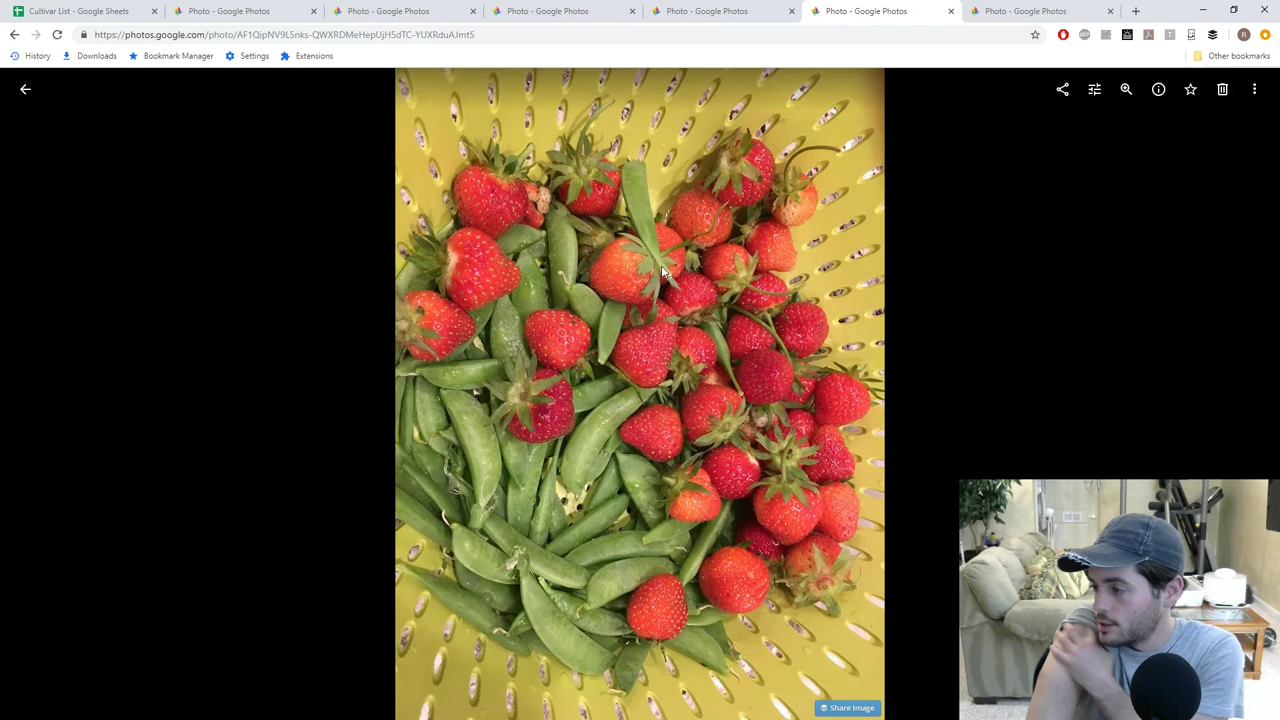 Cultivar List - Google Sheets
Photo - Google Photos
Photo - Google Photos
Photo - Google Photos
Photo - Google Photos
Photo - Google Photos
Photo - Google Photos
https://photos.google.com/photo/AF1QipNV9L5nks-QWXRDMeHepUjH5dTC-YUXRduAJmt5
ABP
T
R
History
Downloads
Bookmark Manager
Settings
Extensions
Other bookmarks
Share Image